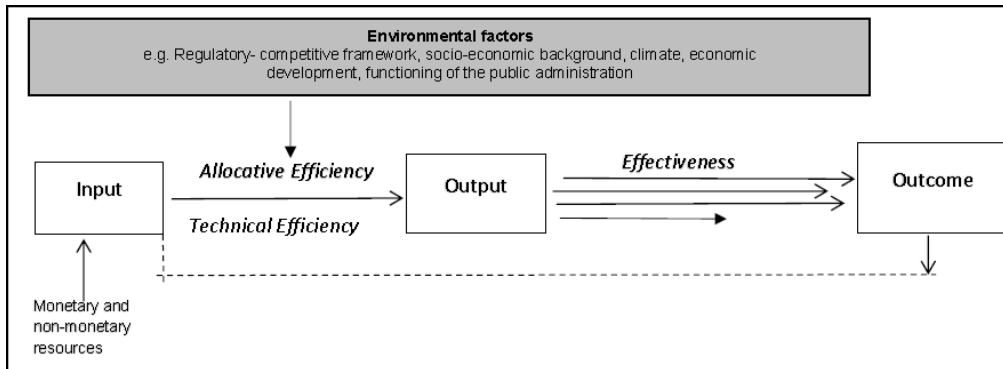 Environmental factors
e.g. Regulatory- competitive framework, socio-economic background, climate, economic
development, functioning of the public administration
Allocative Efficiency
Effectiveness
Input
Output
Outcome
Technical Efficiency
Monetary and
non-monetary
resources